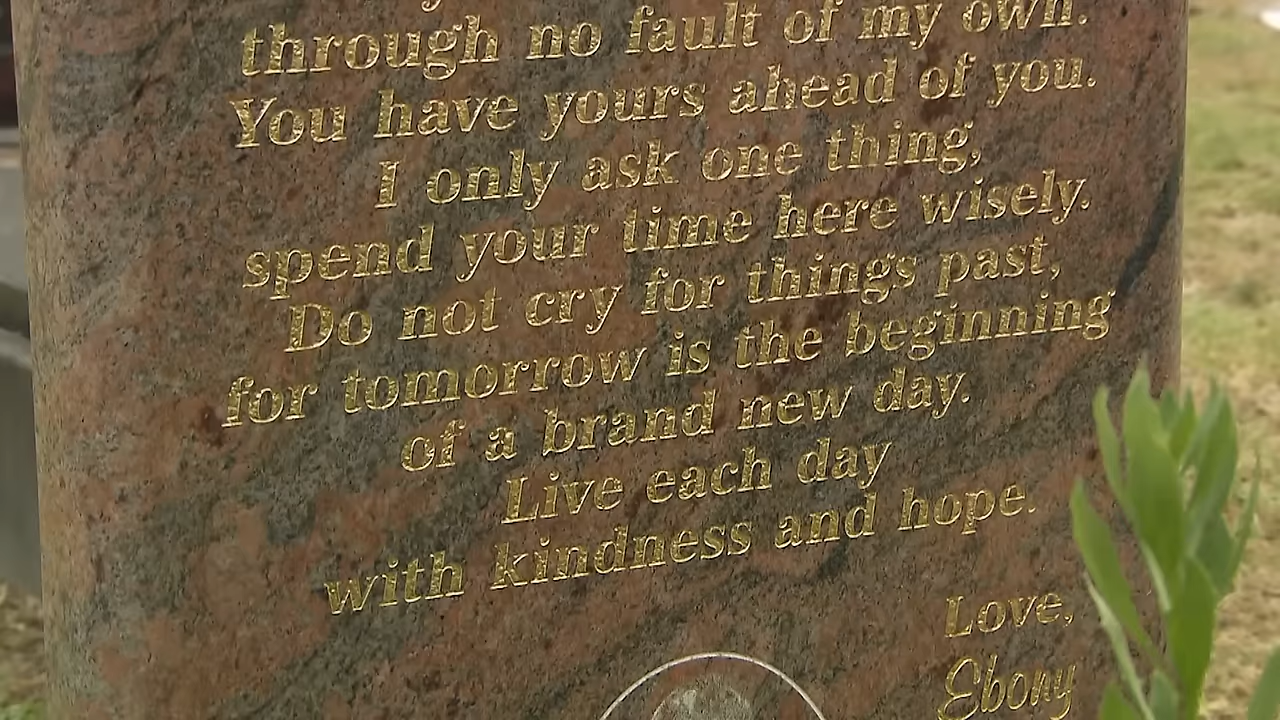 through no fault of my own.
You have yours ahead of you.
I only ask one thing,
spend your time here wisely.
Do not cry for things past,
for tomorrow is the beginning
of a brand new day.
Live each day
with kindness and hope.
Love,
Ebony